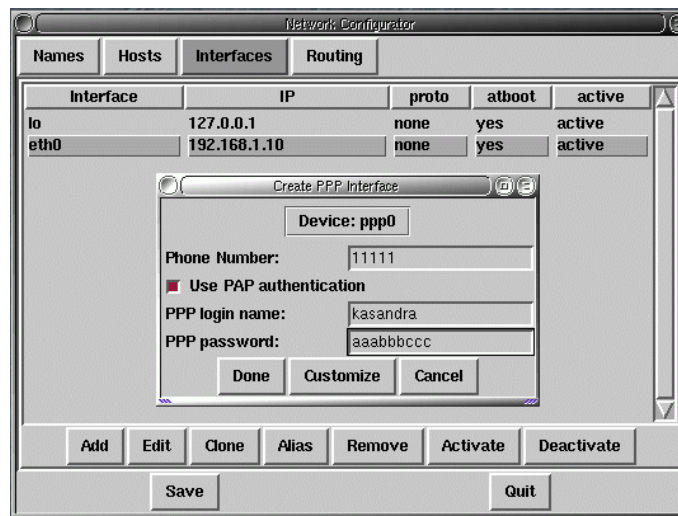 Network Configurator
Names Hosts Interfaces Routing
Interface IP proto atboot active
lo 127.0.0.1 none yes active
eth0 192.168.1.10 none yes active
Create PPP Interface
Device: ppp0
Phone Number: 11111
Use PAP authentication
PPP login name: kasandra
PPP password: aaabbbccc
Done Customize Cancel
Add Edit Clone Alias Remove Activate Deactivate
Save Quit